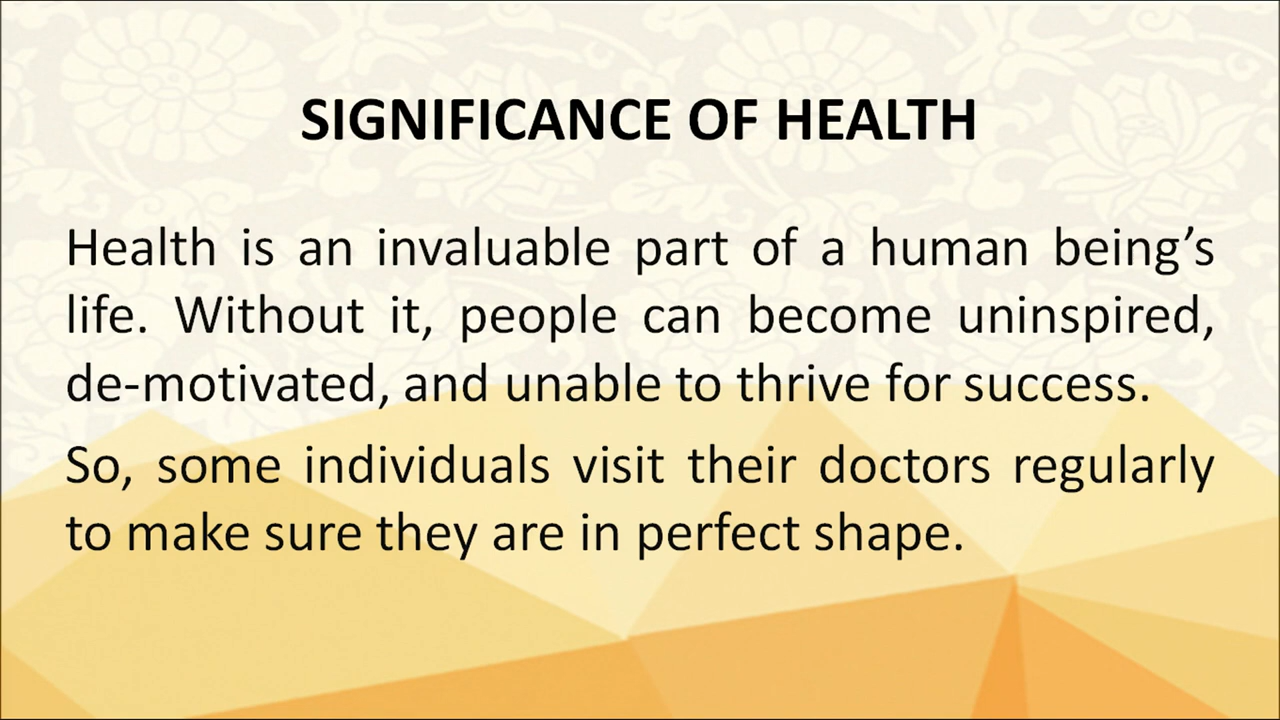 SIGNIFICANCE OF HEALTH
Health is an invaluable part of a human being’s
life. Without it, people can become uninspired,
de-motivated, and unable to thrive for success.
So, some individuals visit their doctors regularly
to make sure they are in perfect shape.